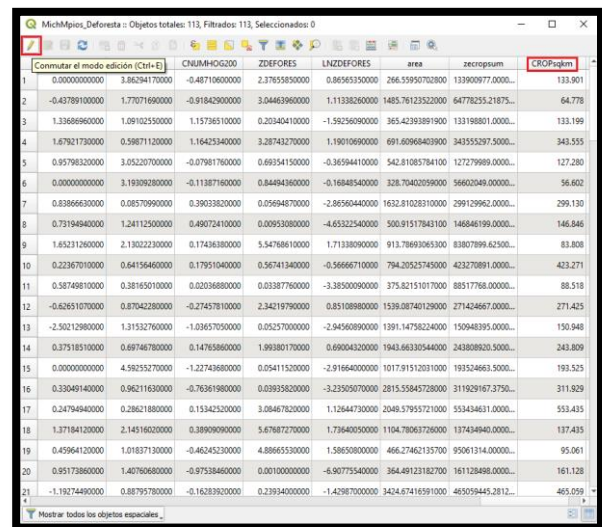 MichMpios_Deforesta :: Objetos totales: 113, Filtrados: 113, Seleccionados: 0
Conmutar el modo edición (Ctrl+E) CNUMHOG200 ZDEFORES LNZDEFORES area zecropsum CROPsqkm
1 0.00000000000 3.86294170000 -0.48710600000 2.37655850000 0.86565350000 266.55950702800 133900977.0000... 133.901
2 -0.43789100000 1.77071690000 -0.91842900000 3.04463960000 1.11338260000 1485.76123522000 64778255.21875... 64.778
3 1.33686960000 1.09102550000 1.15736510000 0.20340410000 -1.59256090000 365.42393891900 133198801.0000... 133.199
4 1.67921730000 0.59871120000 1.16425340000 3.28743270000 1.19010690000 691.60968403900 343555297.5000... 343.555
5 0.95798320000 3.05220700000 -0.07981760000 0.69354150000 -0.36594410000 542.81085784100 127279989.0000... 127.280
6 0.00000000000 3.19309280000 -0.11387160000 0.84494360000 -0.16848540000 328.70402059000 56602049.00000... 56.602
7 0.83866630000 0.08570990000 0.39033820000 0.05694870000 -2.86560440000 1632.81028310000 299129962.0000... 299.130
8 0.73194940000 1.24112500000 0.49072410000 0.00953080000 -4.65322540000 500.91517843100 146846199.0000... 146.846
9 1.65231260000 2.13022230000 0.17436380000 5.54768610000 1.71338090000 913.78693065300 83807899.62500... 83.808
10 0.22367010000 0.64156460000 0.17951040000 0.56741340000 -0.56666710000 794.20525745000 423270891.0000... 423.271
11 0.58749810000 0.38165010000 0.02036880000 0.03387760000 -3.38500090000 375.82151017000 88517768.00000... 88.518
12 -0.62651070000 0.87042280000 -0.27457810000 2.34219790000 0.85108980000 1539.08740129000 271424667.0000... 271.425
13 -2.50212980000 1.31532760000 -1.03657050000 0.05257000000 -2.94560890000 1391.14758224000 150948395.0000... 150.948
14 0.37518510000 0.69746780000 0.14765860000 1.99380170000 0.69004320000 1943.66330544000 243808920.5000... 243.809
15 0.00000000000 4.59255270000 -1.22743680000 0.05411520000 -2.91664000000 1017.91512031000 193524663.5000... 193.525
16 0.33049140000 0.96211630000 -0.76361980000 0.03935820000 -3.23505070000 2815.55845728000 311929167.3750... 311.929
17 0.24794940000 0.28621880000 0.15342520000 3.08467820000 1.12644730000 2049.57955721000 553434631.0000... 553.435
18 1.37184120000 2.14516020000 0.38909090000 5.67687270000 1.73640050000 1104.78063726000 137434940.0000... 137.435
19 0.45964120000 1.01837130000 -0.46245230000 4.88665530000 1.58650800000 466.27462135700 95061314.00000... 95.061
20 0.95173860000 1.40760680000 -0.97538460000 0.00100000000 -6.90775540000 364.49123182700 161128498.0000... 161.128
21 -1.19274490000 0.88795780000 -0.16283920000 0.23934000000 -1.42987000000 3424.67416591000 465059445.2812... 465.059
Mostrar todos los objetos espaciales